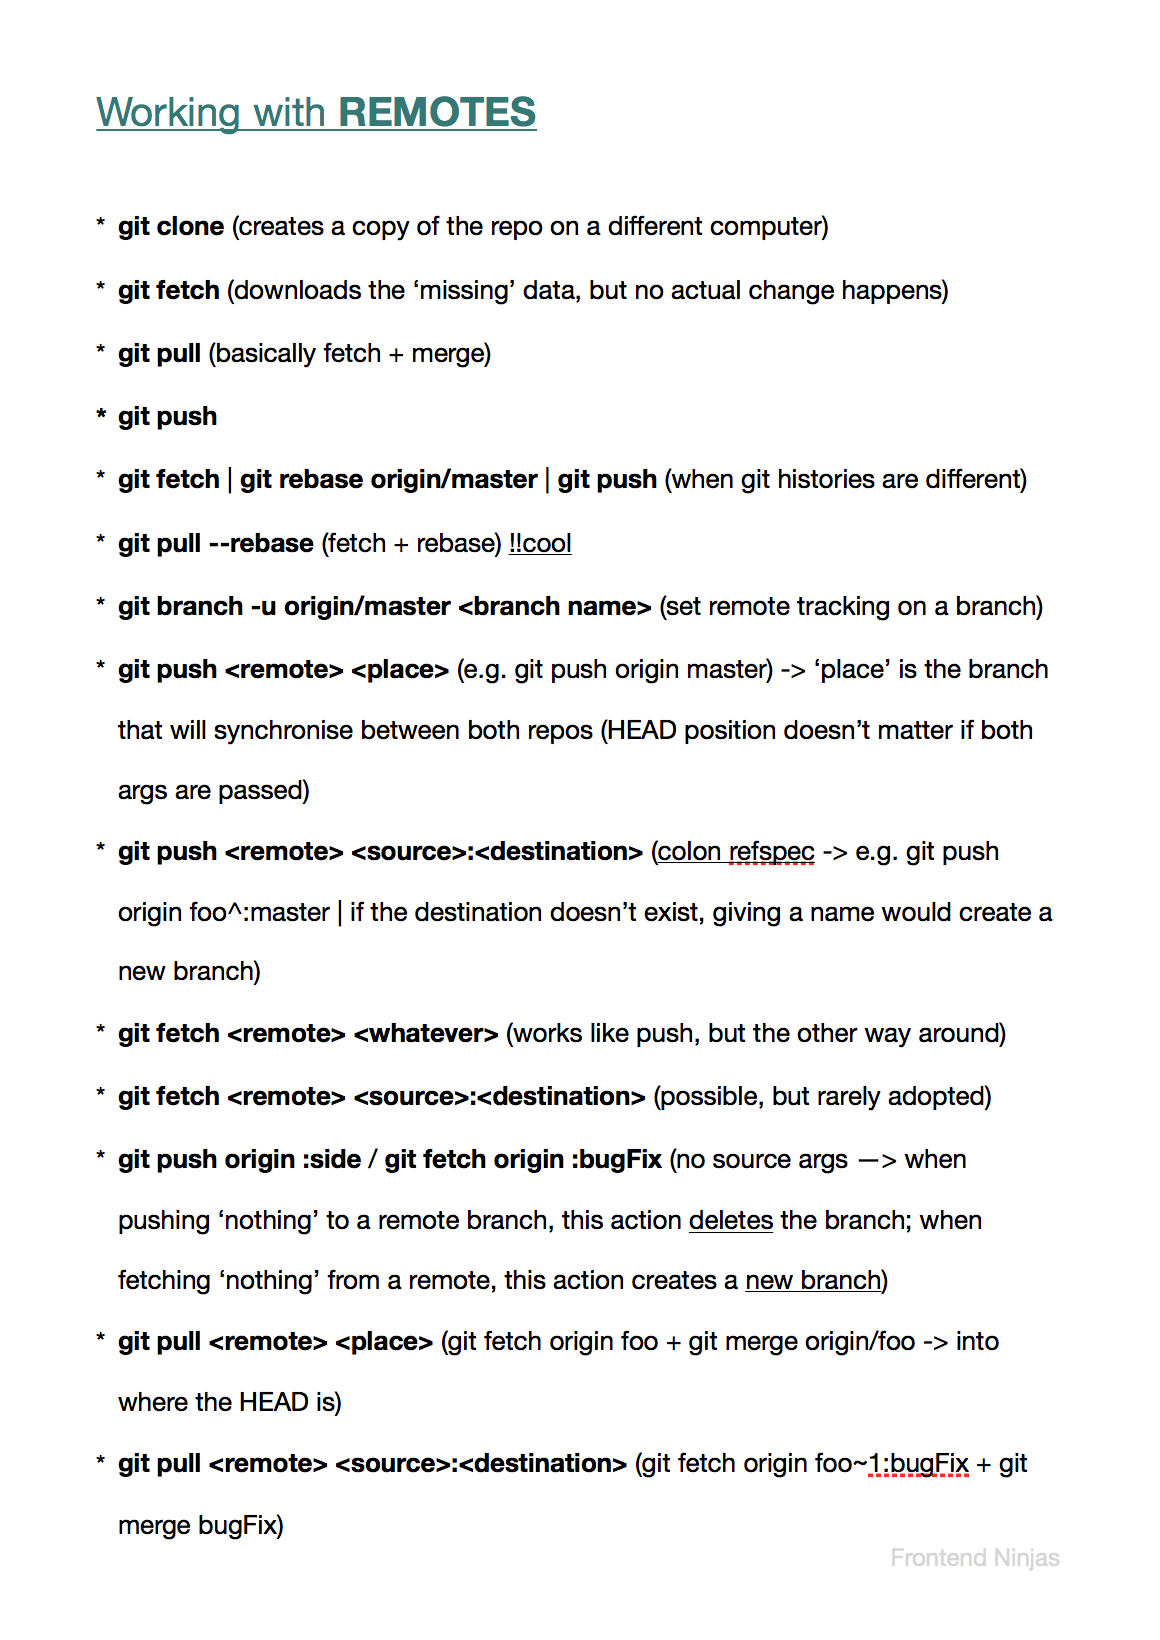 Working with REMOTES
* git clone (creates a copy of the repo on a different computer)
* git fetch (downloads the ‘missing’ data, but no actual change happens)
* git pull (basically fetch + merge)
* git push
* git fetch | git rebase origin/master | git push (when git histories are different)
* git pull --rebase (fetch + rebase) !!cool
* git branch -u origin/master <branch name> (set remote tracking on a branch)
* git push <remote> <place> (e.g. git push origin master) -> ‘place’ is the branch
that will synchronise between both repos (HEAD position doesn’t matter if both
args are passed)
* git push <remote> <source>:<destination> (colon refspec -> e.g. git push
origin foo^:master | if the destination doesn’t exist, giving a name would create a
new branch)
* git fetch <remote> <whatever> (works like push, but the other way around)
* git fetch <remote> <source>:<destination> (possible, but rarely adopted)
* git push origin :side / git fetch origin :bugFix (no source args —> when
pushing ‘nothing’ to a remote branch, this action deletes the branch; when
fetching ‘nothing’ from a remote, this action creates a new branch)
* git pull <remote> <place> (git fetch origin foo + git merge origin/foo -> into
where the HEAD is)
* git pull <remote> <source>:<destination> (git fetch origin foo~1:bugFix + git
merge bugFix)
Frontend Ninjas